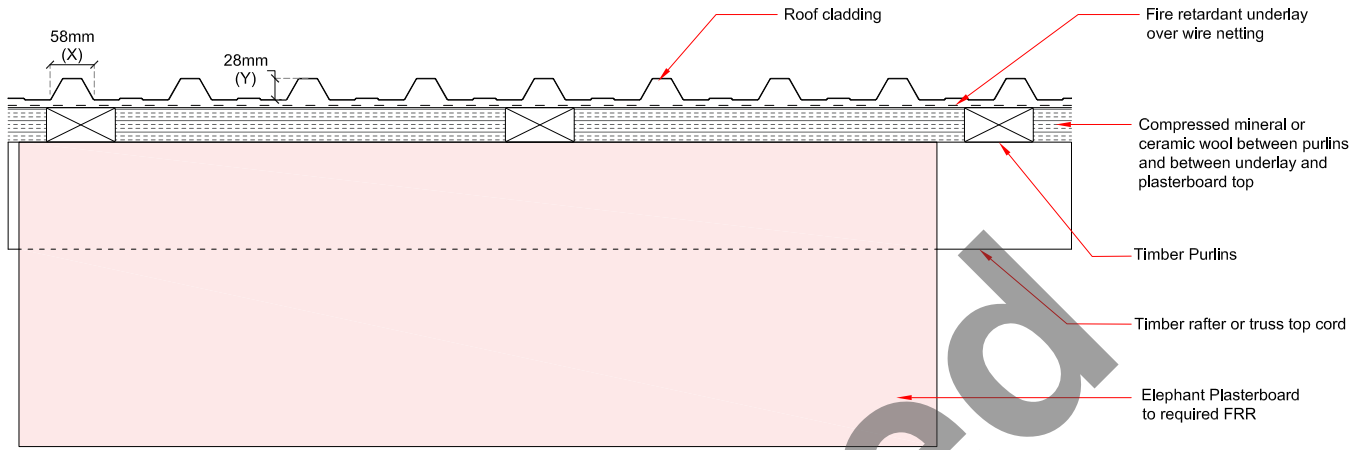 Roof cladding
Fire retardant underlay
over wire netting
58mm
(X)
28mm
(Y)
Compressed mineral or
ceramic wool between purlins
and between underlay and
plasterboard top
Timber Purlins
Timber rafter or truss top cord
Elephant Plasterboard
to required FRR